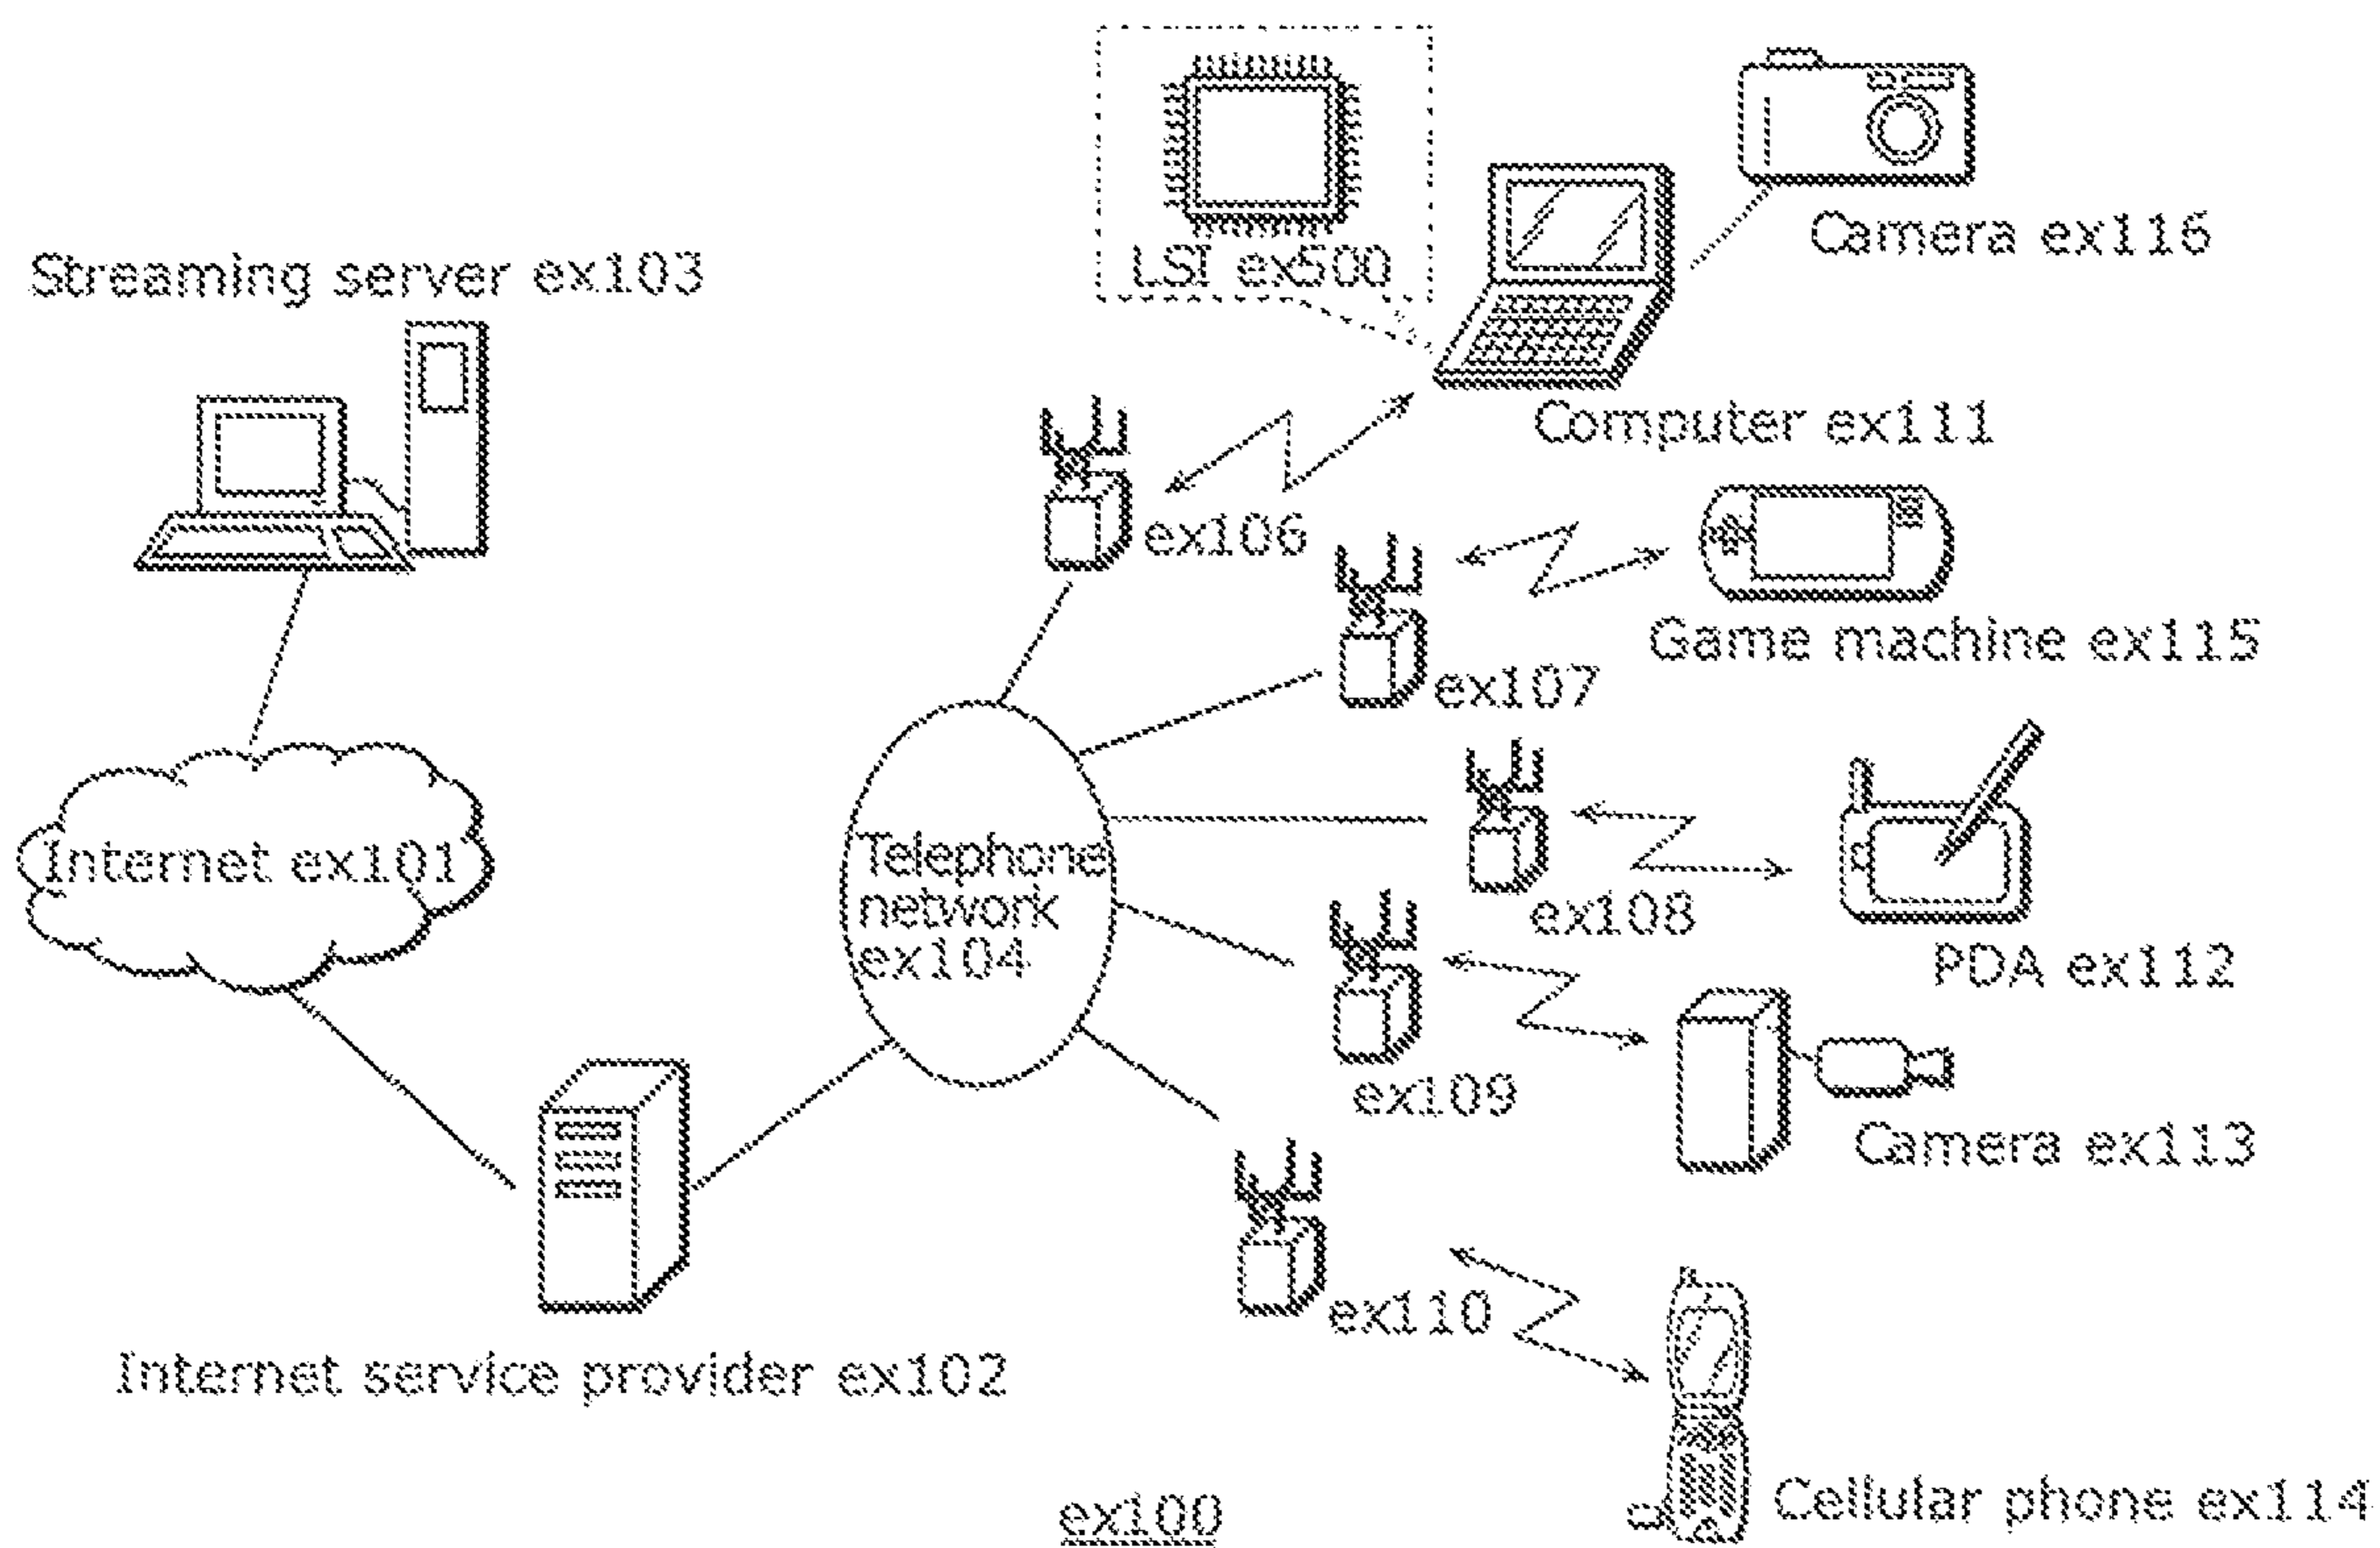 LSI ex500
Camera ex116
Streaming server ex103
Computer ex111
ex106
Game machine ex115
ex107
Internet ex101
Telephone
network
ex104
ex108
PDA ex112
ex109
Camera ex113
ex110
Internet service provider ex102
Cellular phone ex114
ex100